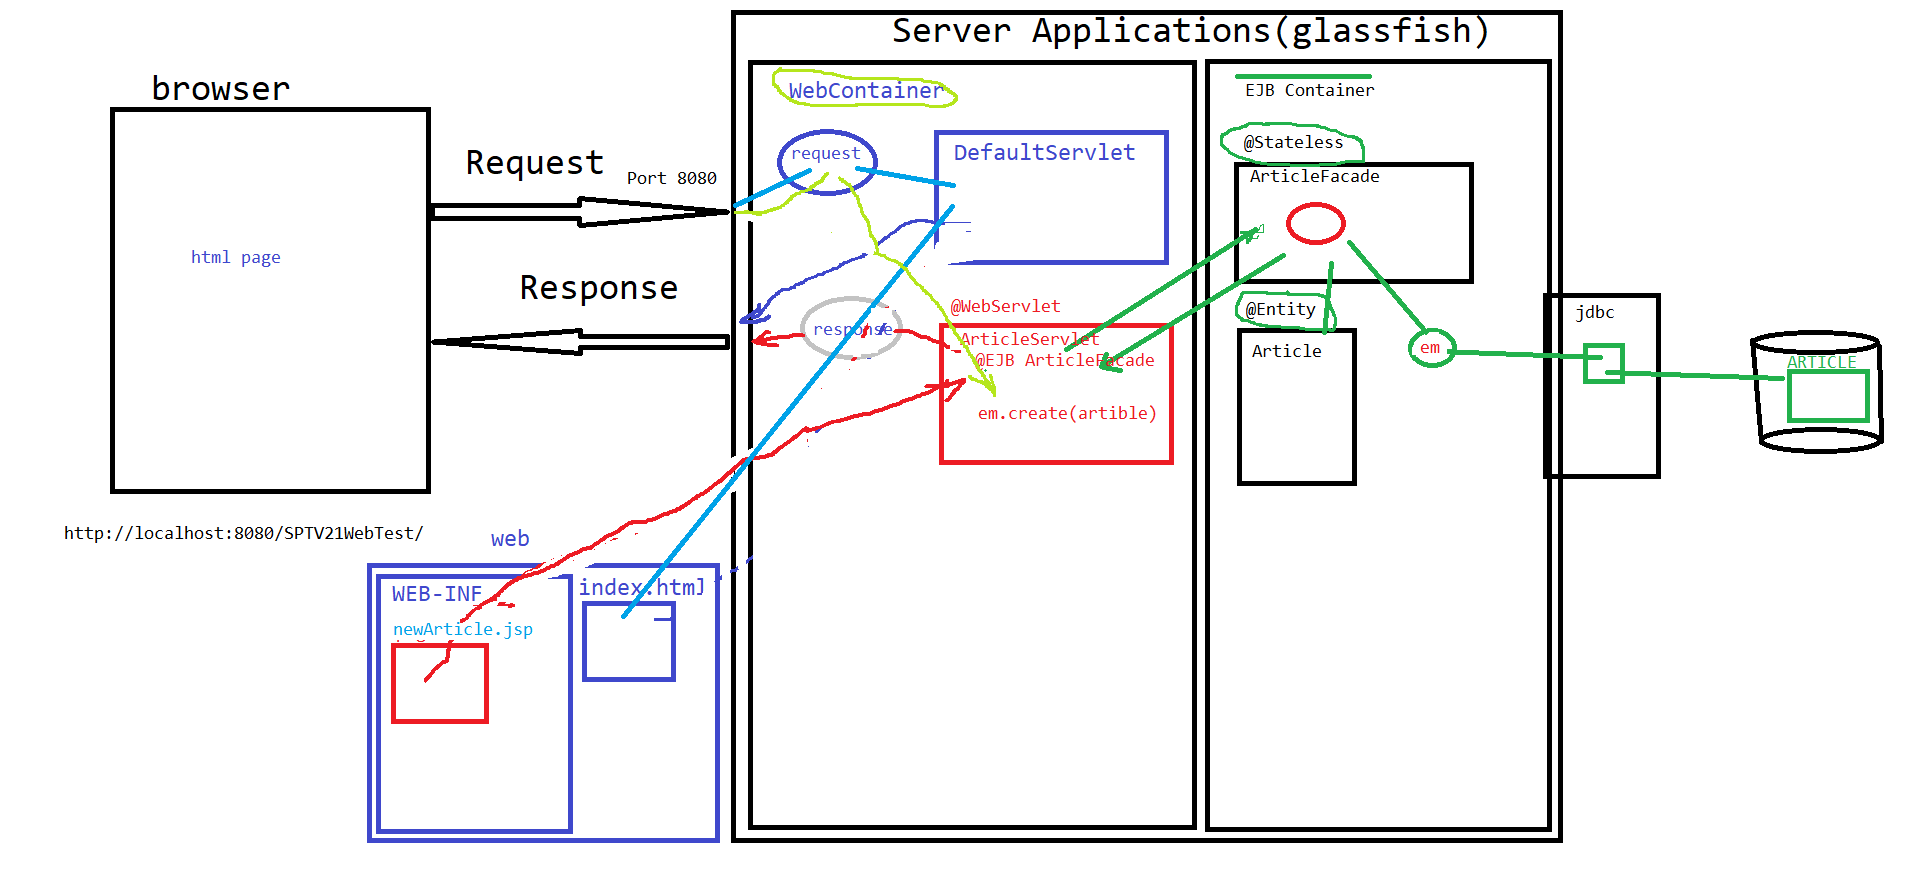 Server Applications(glassfish)
browser
WebContainer
EJB Container
Request
Port 8080
request
DefaultServlet
@Stateless
ArticleFacade
html page
Response
response
@WebServlet
ArticleServlet
@EJB ArticleFacade
em.create(artible)
@Entity
Article
em
jdbc
ARTICLE
http://localhost:8080/SPTV21WebTest/
web
WEB-INF
index.html
newArticle.jsp